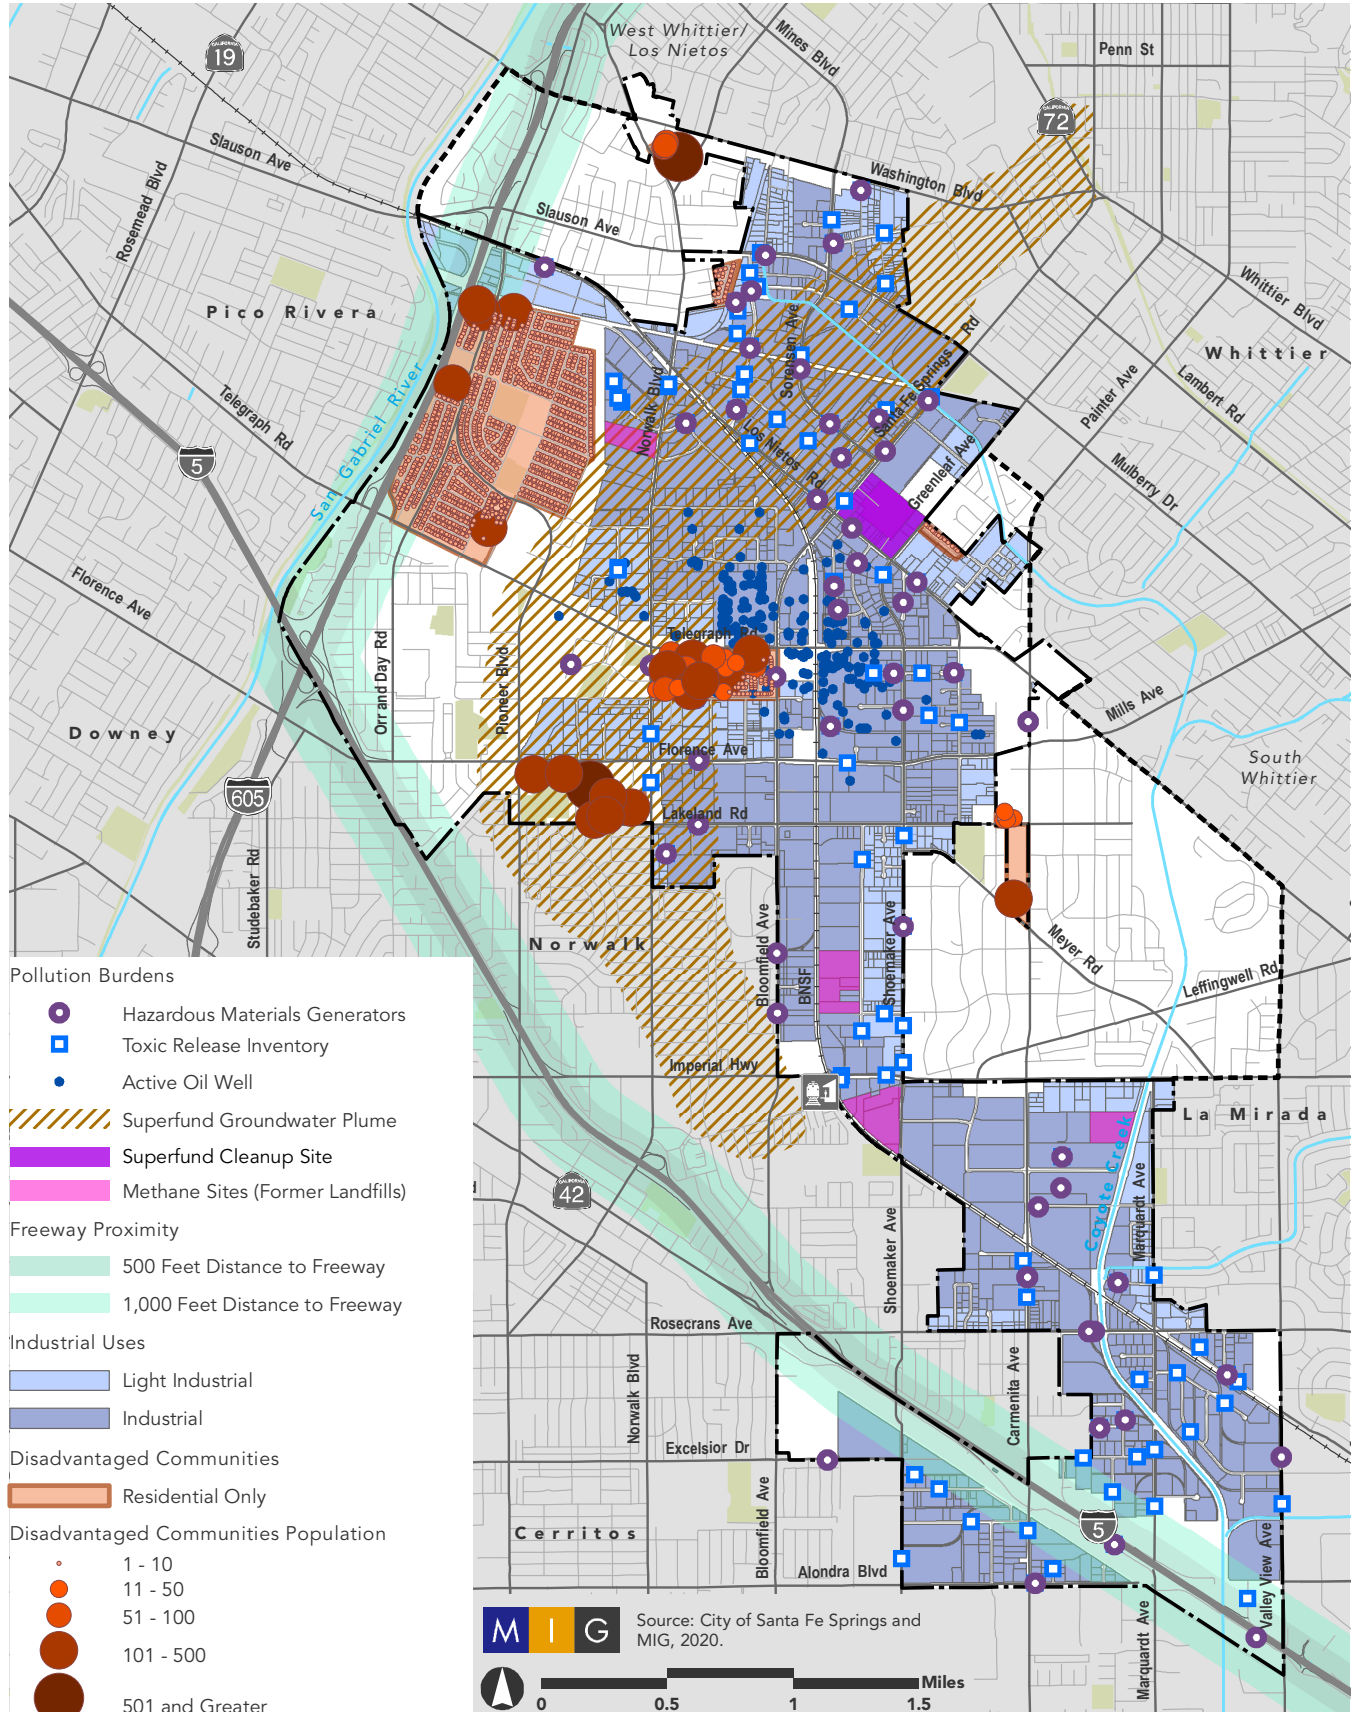 West Whittier/
Los Nietos
Mines Blvd
Penn St
CALIFORNIA
19
CALIFORNIA
72
Slauson Ave
Rosemead Blvd
Washington Blvd
Slauson Ave
Whittier Blvd
Pico Rivera
Sorensen Ave
Santa Fe Springs Rd
Whittier
Lambert Rd
Painter Ave
Telegraph Rd
San Gabriel River
Norwalk Blvd
Los Nietos Rd
Greenleaf Ave
Mulberry Dr
5
Florence Ave
Telegraph Rd
Orr and Day Rd
Pioneer Blvd
Mills Ave
Downey
Florence Ave
South
Whittier
605
Lakeland Rd
Studebaker Rd
Norwalk
Bloomfield Ave
BNSF
Shoemaker Ave
Meyer Rd
Leffingwell Rd
Imperial Hwy
La Mirada
Coyote Creek
Marquardt Ave
CALIFORNIA
42
d
Shoemaker Ave
Rosecrans Ave
Norwalk Blvd
Carmenita Ave
Excelsior Dr
Bloomfield Ave
Cerritos
5
Alondra Blvd
Valley View Ave
Marquardt Ave
Pollution Burdens
Hazardous Materials Generators
Toxic Release Inventory
Active Oil Well
Superfund Groundwater Plume
Superfund Cleanup Site
Methane Sites (Former Landfills)
Freeway Proximity
500 Feet Distance to Freeway
1,000 Feet Distance to Freeway
Industrial Uses
Light Industrial
Industrial
Disadvantaged Communities
Residential Only
Disadvantaged Communities Population
1 - 10
11 - 50
51 - 100
101 - 500
501 and Greater
M I G
Source: City of Santa Fe Springs and
MIG, 2020.
Miles
0 0.5 1 1.5